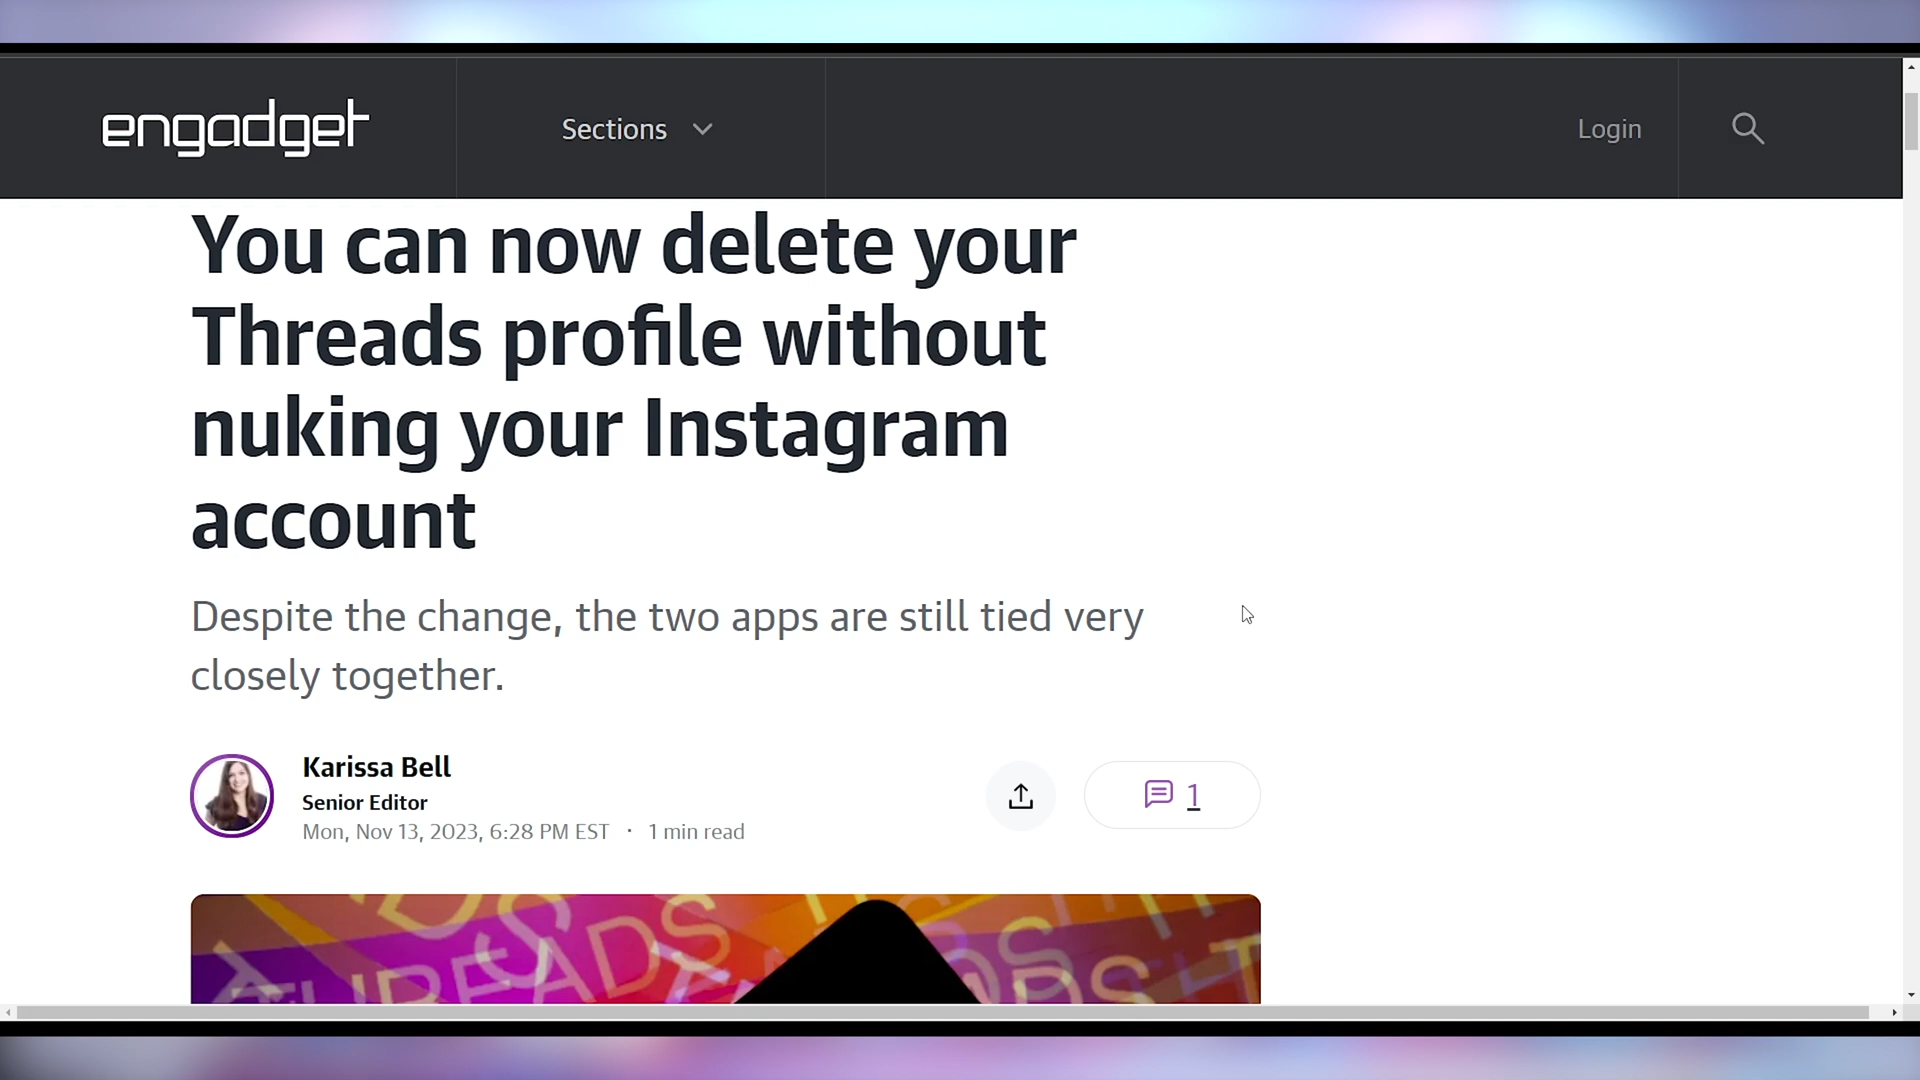 engadget
Sections
Login
You can now delete your
Threads profile without
nuking your Instagram
account
Despite the change, the two apps are still tied very
closely together.
Karissa Bell
Senior Editor
Mon, Nov 13, 2023, 6:28 PM EST · 1 min read
1
THREADS